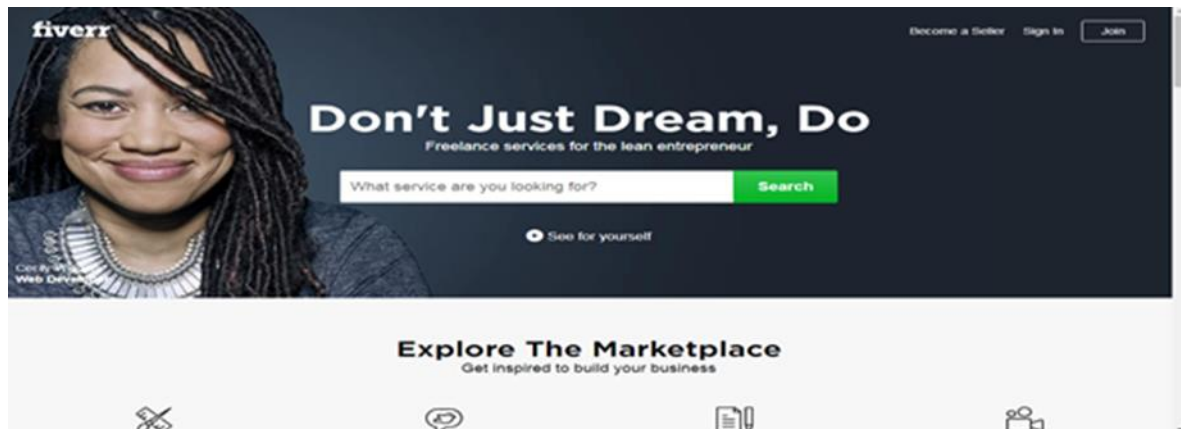 fiverr
Become a Seller Sign In Join
Don't Just Dream, Do
Freelance services for the lean entrepreneur
What service are you looking for? Search
See for yourself
Web
Explore The Marketplace
Get inspired to build your business